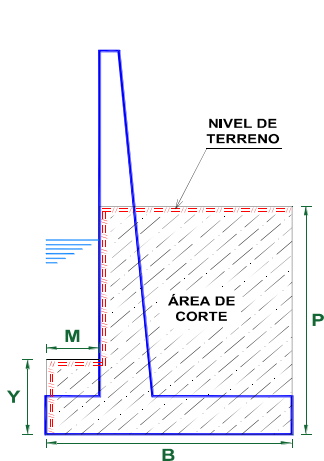 NIVEL DE
TERRENO
M
ÁREA DE
CORTE
P
Y
B